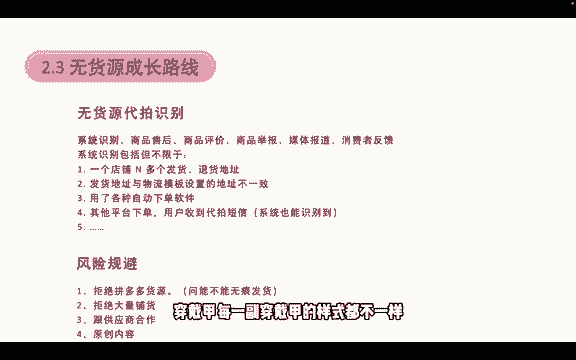 2.3 无货源成长路线
无货源代拍识别
系统识别、商品售后、商品评价、商品举报、媒体报道、消费者反馈
系统识别包括但不限于：
1. 一个店铺 N 多个发货、退货地址
2. 发货地址与物流模板设置的地址不一致
3. 用了各种自动下单软件
4. 其他平台下单，用户收到代拍短信（系统也能识别到）
5. ……
风险规避
1、拒绝拼多多货源。（问能不能无痕发货）
2、拒绝大量铺货
3、跟供应商合作
4、原创内容
穿戴甲每一副穿戴甲的样式都不一样